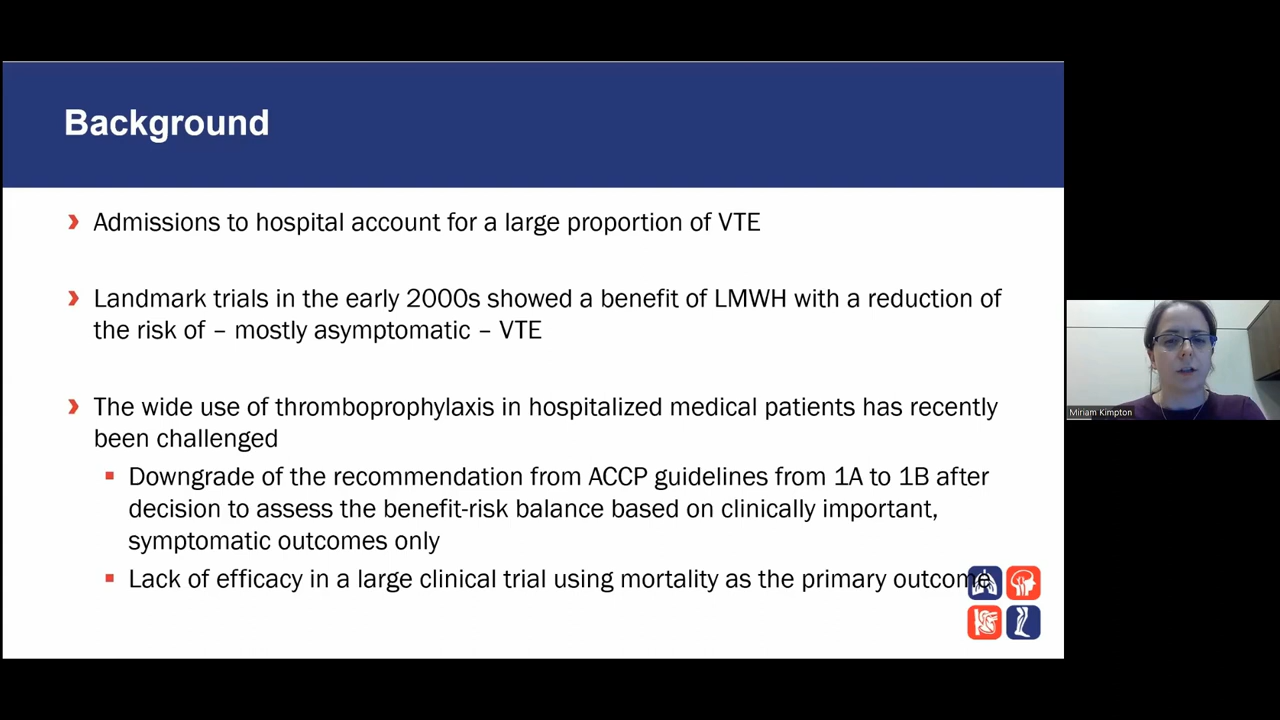 Background
Admissions to hospital account for a large proportion of VTE
Landmark trials in the early 2000s showed a benefit of LMWH with a reduction of
the risk of – mostly asymptomatic – VTE
The wide use of thromboprophylaxis in hospitalized medical patients has recently
been challenged
Downgrade of the recommendation from ACCP guidelines from 1A to 1B after
decision to assess the benefit-risk balance based on clinically important,
symptomatic outcomes only
Lack of efficacy in a large clinical trial using mortality as the primary outcome
Miriam Kimpton